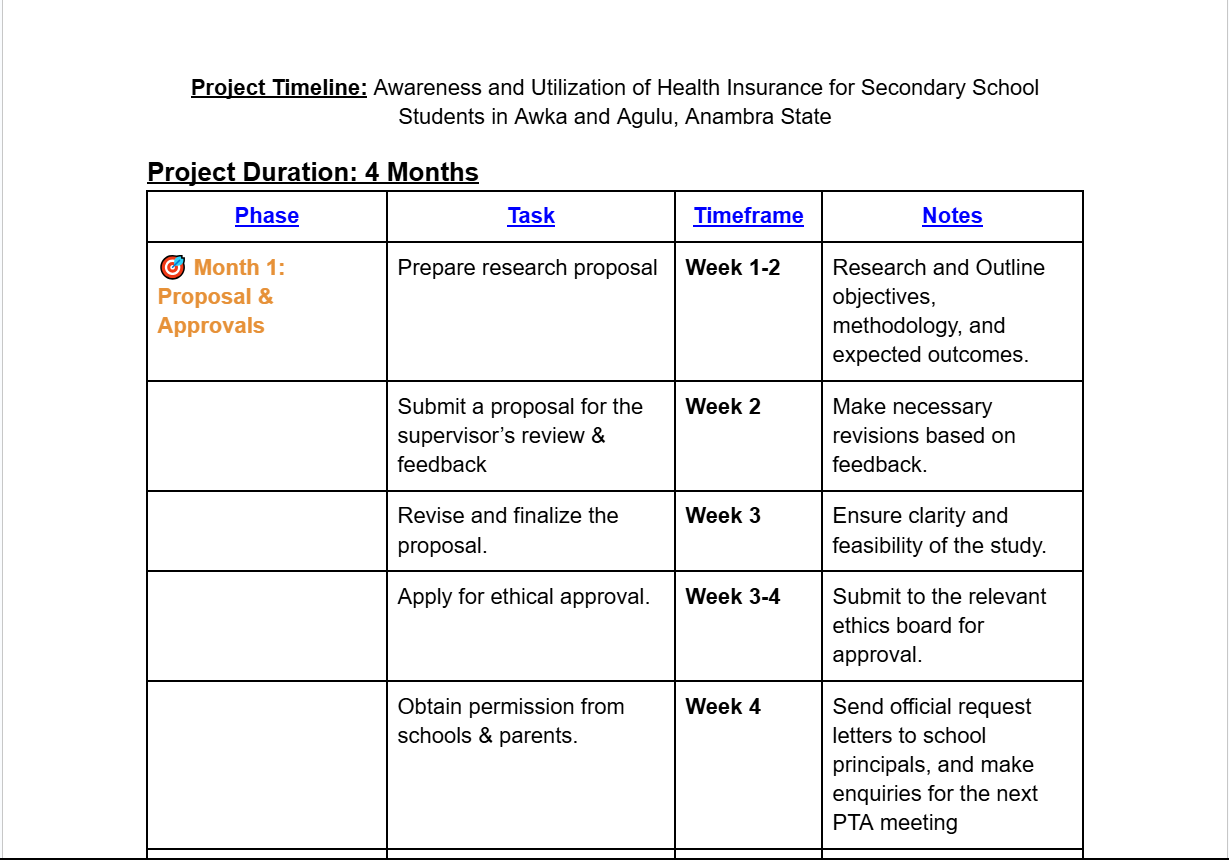 Project Timeline: Awareness and Utilization of Health Insurance for Secondary School
Students in Awka and Agulu, Anambra State
Project Duration: 4 Months
Phase
Task
Timeframe
Notes
🎯 Month 1:
Proposal &
Approvals
Prepare research proposal
Week 1-2
Research and Outline
objectives,
methodology, and
expected outcomes.
Submit a proposal for the
supervisor’s review &
feedback
Week 2
Make necessary
revisions based on
feedback.
Revise and finalize the
proposal.
Week 3
Ensure clarity and
feasibility of the study.
Apply for ethical approval.
Week 3-4
Submit to the relevant
ethics board for
approval.
Obtain permission from
schools & parents.
Week 4
Send official request
letters to school
principals, and make
enquiries for the next
PTA meeting